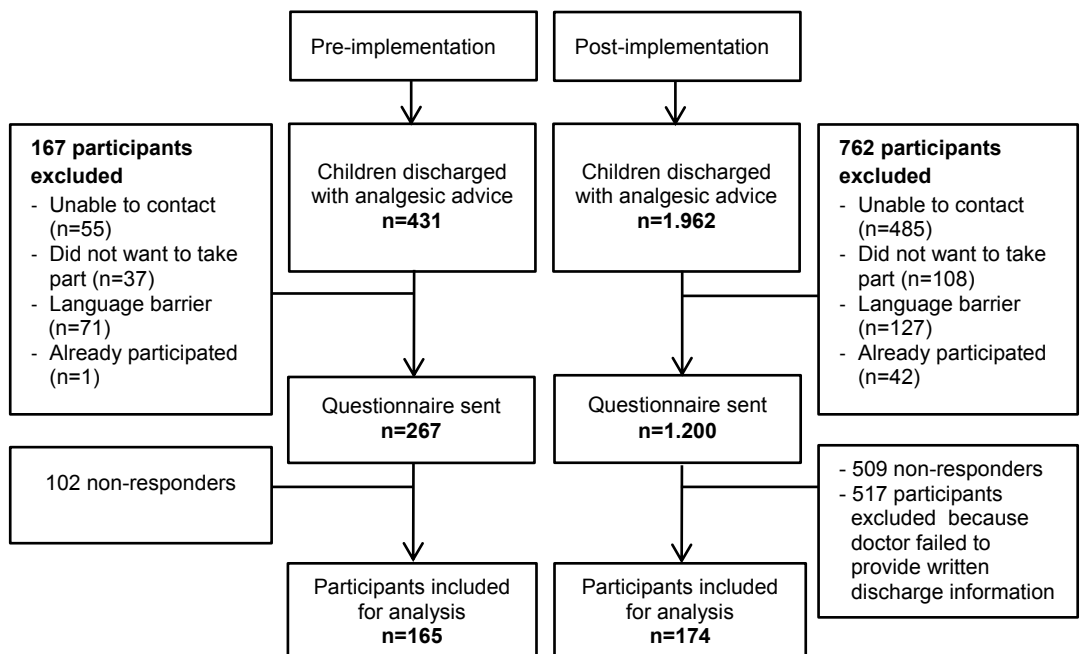 Pre-implementation
Post-implementation
167 participants
excluded
- Unable to contact
(n=55)
- Did not want to take
part (n=37)
- Language barrier
(n=71)
- Already participated
(n=1)
Children discharged
with analgesic advice
n=431
Children discharged
with analgesic advice
n=1.962
762 participants
excluded
- Unable to contact
(n=485)
- Did not want to take
part (n=108)
- Language barrier
(n=127)
- Already participated
(n=42)
Questionnaire sent
n=267
Questionnaire sent
n=1.200
102 non-responders
- 509 non-responders
- 517 participants
excluded because
doctor failed to
provide written
discharge information
Participants included
for analysis
n=165
Participants included
for analysis
n=174